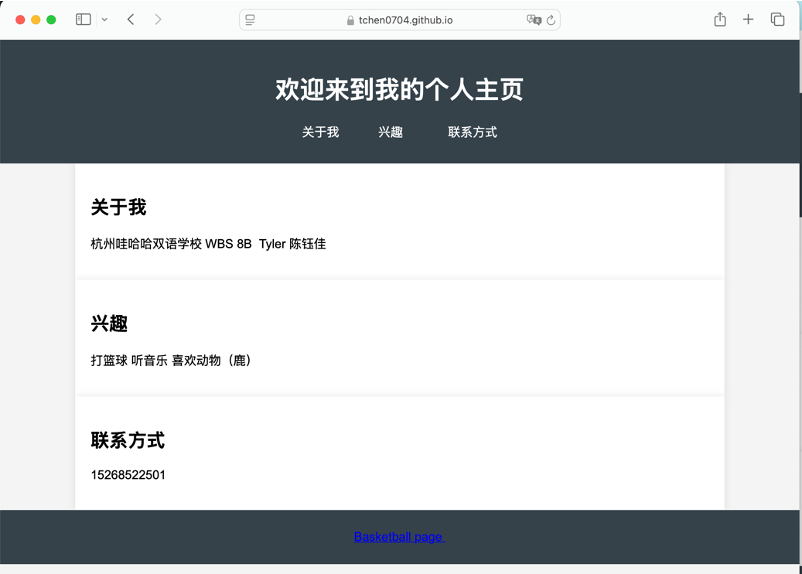 tchen0704.github.io
欢迎来到我的个人主页
关于我 兴趣 联系方式
关于我
杭州哇哈哈双语学校 WBS 8B  Tyler 陈钰佳
兴趣
打篮球 听音乐 喜欢动物（鹿）
联系方式
15268522501
Basketball page